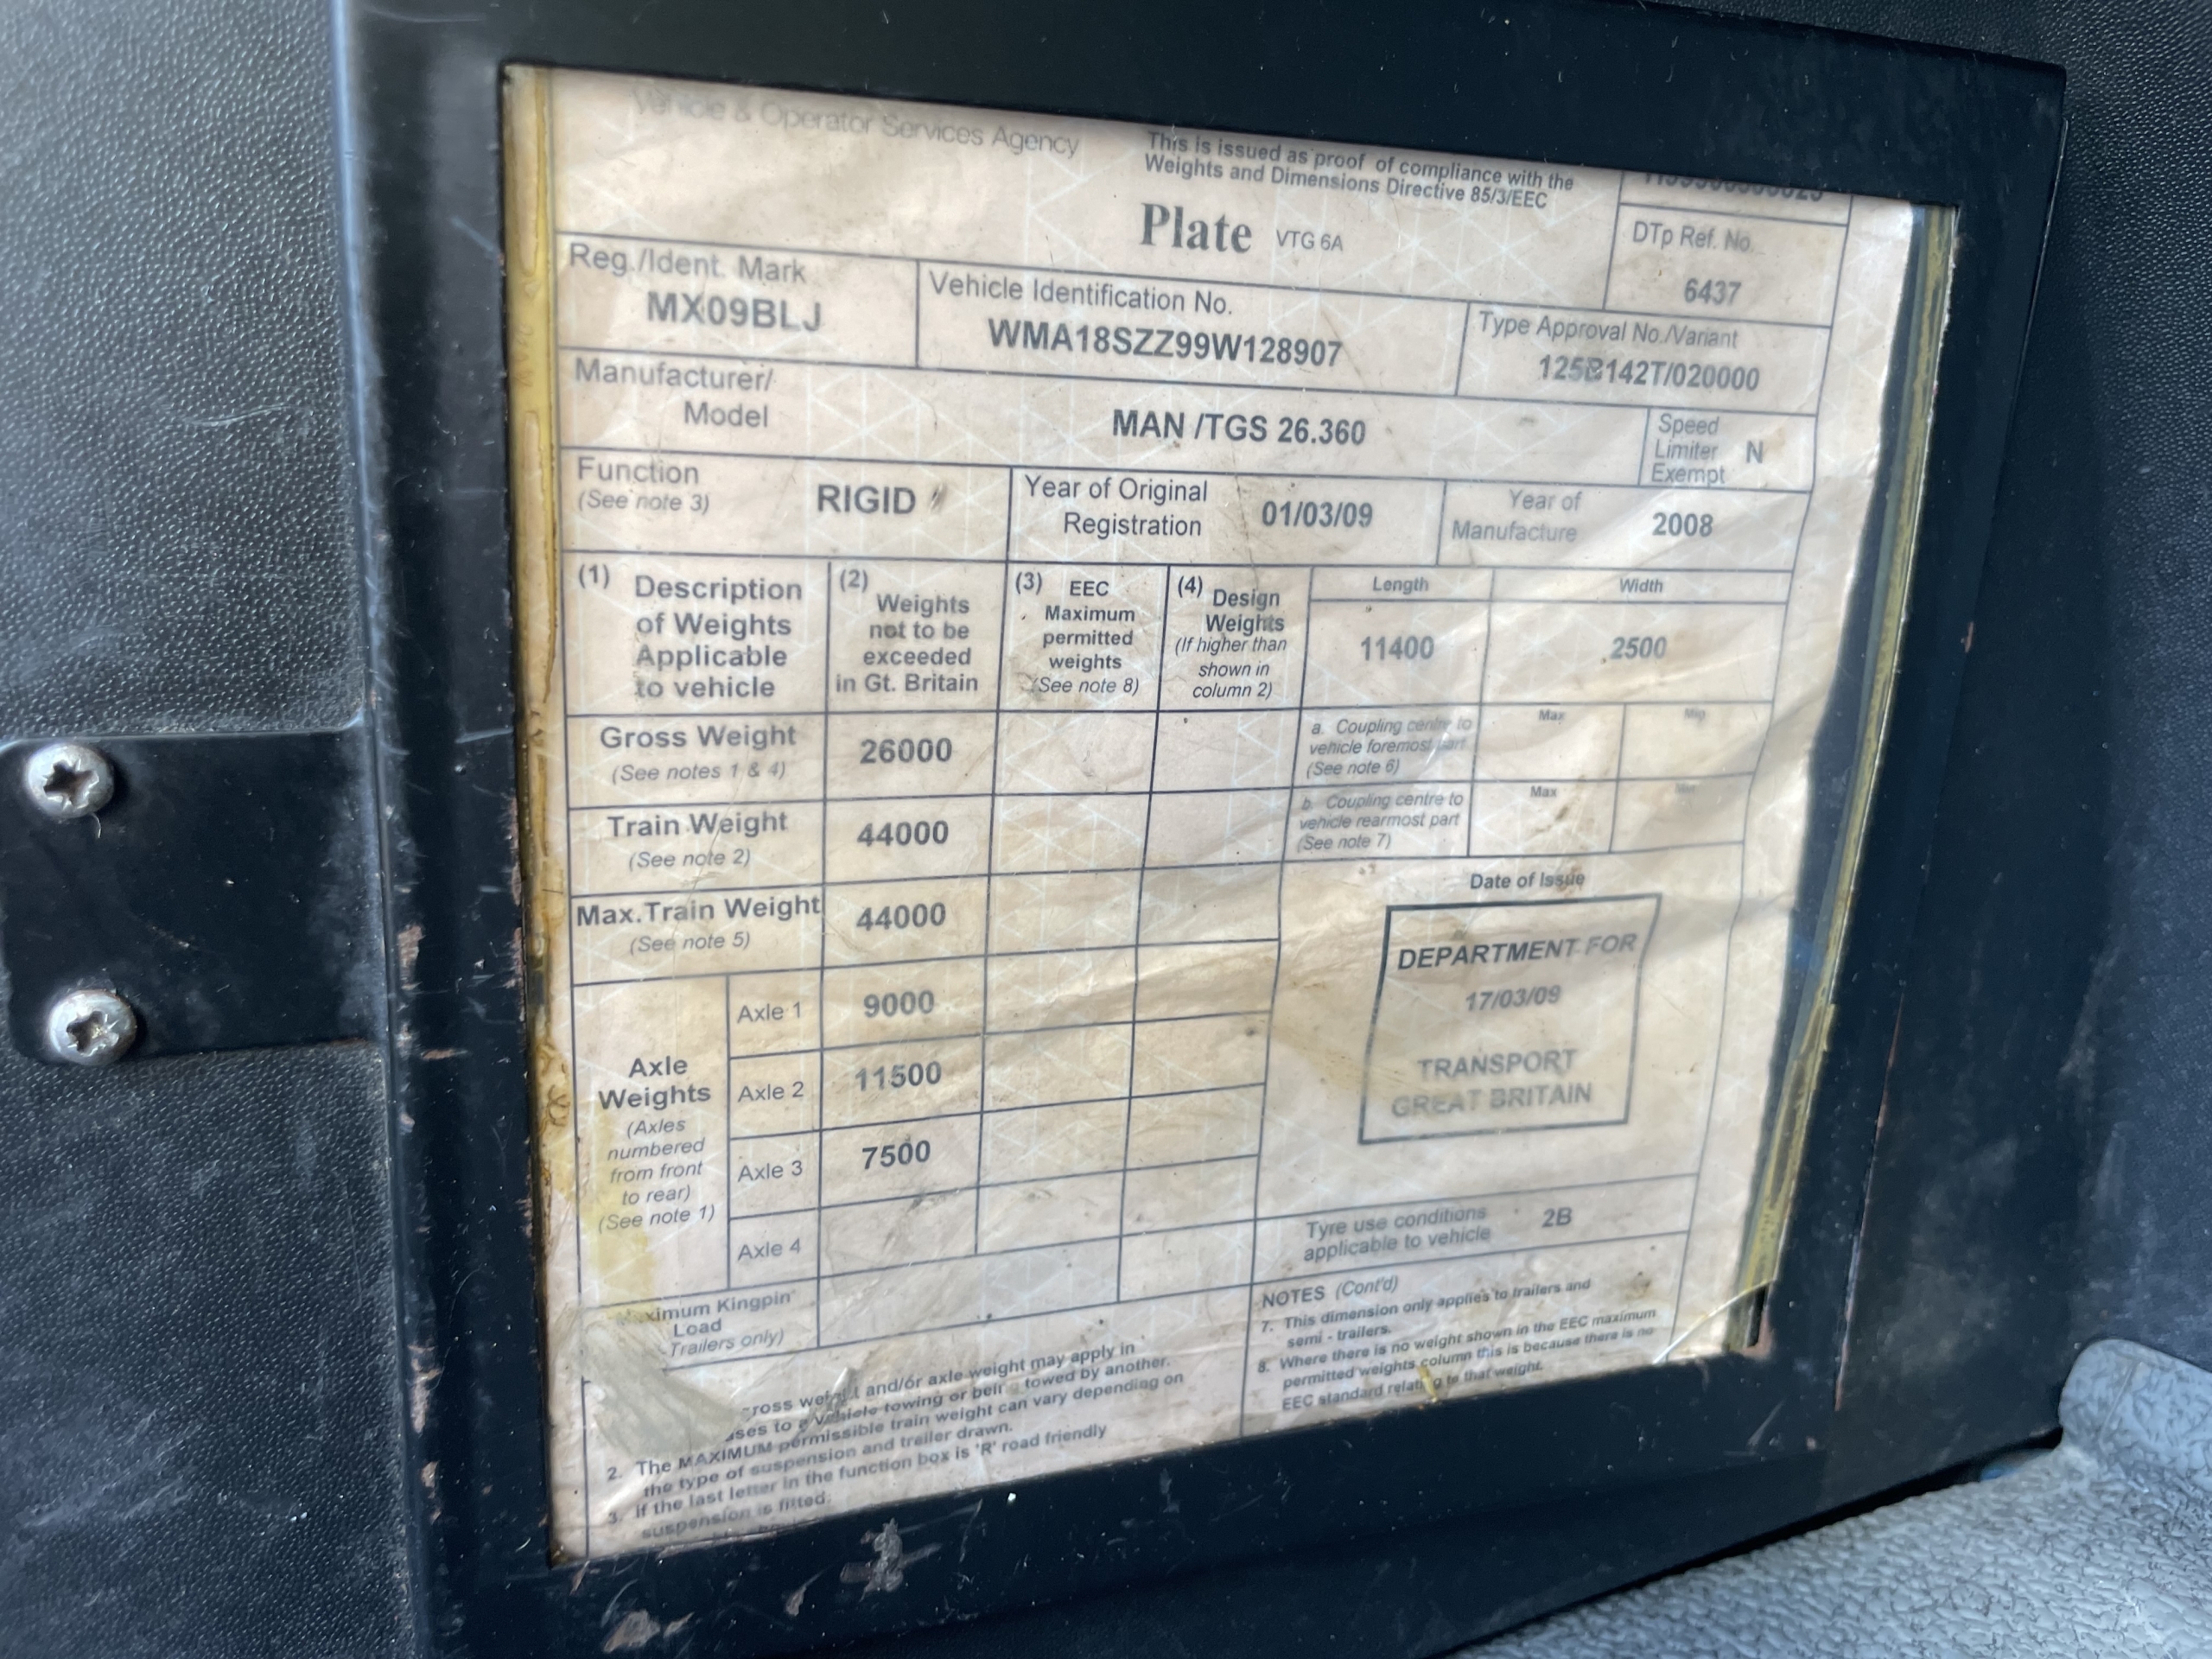 Vehicle & Operator Services Agency
This is issued as proof of compliance with the
Weights and Dimensions Directive 85/3/EEC
Plate VTG 6A
DTp Ref. No.
6437
Reg./Ident. Mark
MX09BLJ
Vehicle Identification No.
WMA18SZZ99W128907
Type Approval No./Variant
125B142T/020000
Manufacturer/
Model
MAN /TGS 26.360
Speed
Limiter N
Exempt
Function
(See note 3)
RIGID
Year of Original
Registration
01/03/09
Year of
Manufacture
2008
(1) Description
of Weights
Applicable
to vehicle
(2) Weights
not to be
exceeded
in Gt. Britain
(3) EEC
Maximum
permitted
weights
(See note 8)
(4) Design
Weights
(If higher than
shown in
column 2)
Length
11400
Width
2500
Gross Weight
(See notes 1 & 4)
26000
a. Coupling centre to
vehicle foremost part
(See note 6)
Max
Train Weight
(See note 2)
44000
b. Coupling centre to
vehicle rearmost part
(See note 7)
Max
Max. Train Weight
(See note 5)
44000
Date of Issue
DEPARTMENT FOR
17/03/09
TRANSPORT
GREAT BRITAIN
Axle
Weights
(Axles
numbered
from front
to rear)
(See note 1)
Axle 1
9000
Axle 2
11500
Axle 3
7500
Axle 4
Tyre use conditions
applicable to vehicle
2B
Kingpin
Load
Trailers only)
weight and/or axle weight may apply in
to a vehicle towing or being towed by another.
2. The MAXIMUM permissible train weight can vary depending on
the type of suspension and trailer drawn.
3. If the last letter in the function box is 'R' road friendly
suspension is fitted.
NOTES (Cont'd)
7. This dimension only applies to trailers and
semi - trailers.
8. Where there is no weight shown in the EEC maximum
permitted weights column this is because there is no
EEC standard relating to that weight.